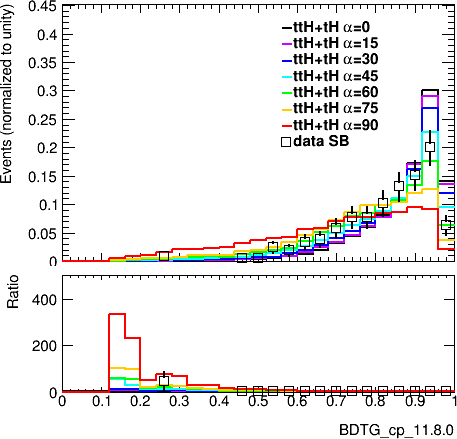 Events (normalized to unity)
0.45
0.4
0.35
0.3
0.25
0.2
0.15
0.1
0.05
0
ttH+tH α=0
ttH+tH α=15
ttH+tH α=30
ttH+tH α=45
ttH+tH α=60
ttH+tH α=75
ttH+tH α=90
data SB
Ratio
400
200
0
0 0.1 0.2 0.3 0.4 0.5 0.6 0.7 0.8 0.9 1
BDTG_cp_11.8.0